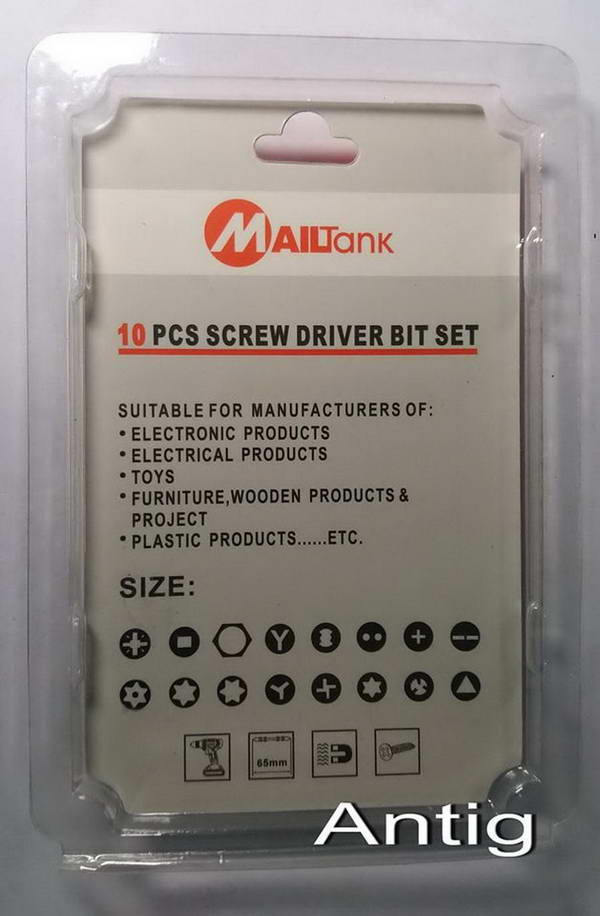 MAILTank
10 PCS SCREW DRIVER BIT SET
SUITABLE FOR MANUFACTURERS OF:
• ELECTRONIC PRODUCTS
• ELECTRICAL PRODUCTS
• TOYS
• FURNITURE,WOODEN PRODUCTS &
PROJECT
• PLASTIC PRODUCTS......ETC.
SIZE:
65mm
Antig